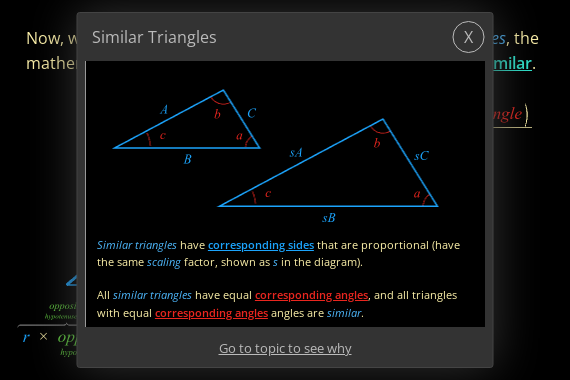 Now, w
es, the
mathe
milar.
Similar Triangles
X
ngle)
A
b
C
c
a
B
sA
b
sC
c
a
sB
Similar triangles have corresponding sides that are proportional (have
the same scaling factor, shown as s in the diagram).
All similar triangles have equal corresponding angles, and all triangles
with equal corresponding angles angles are similar.
opposi
hypotenus
r × opp
hypo
Go to topic to see why